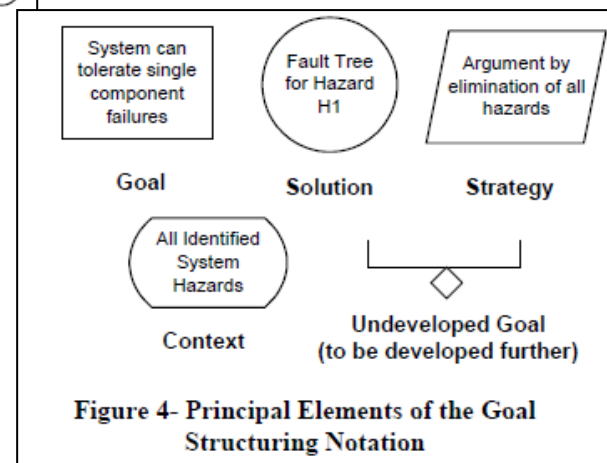 System can
tolerate single
component
failures
Goal
Fault Tree
for Hazard
H1
Solution
Argument by
elimination of all
hazards
Strategy
All Identified
System
Hazards
Context
Undeveloped Goal
(to be developed further)
Figure 4- Principal Elements of the Goal
Structuring Notation